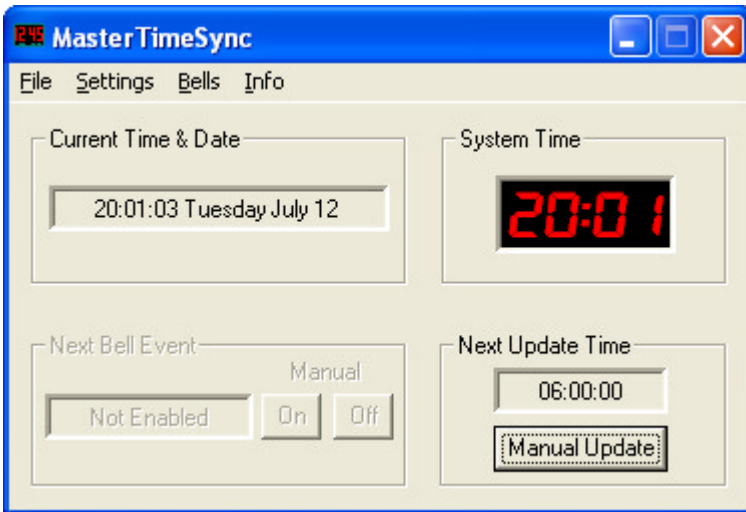 12:45 MasterTimeSync
File Settings Bells Info
Current Time & Date
20:01:03 Tuesday July 12
System Time
20:01
Next Bell Event
Manual
Not Enabled On Off
Next Update Time
06:00:00
Manual Update